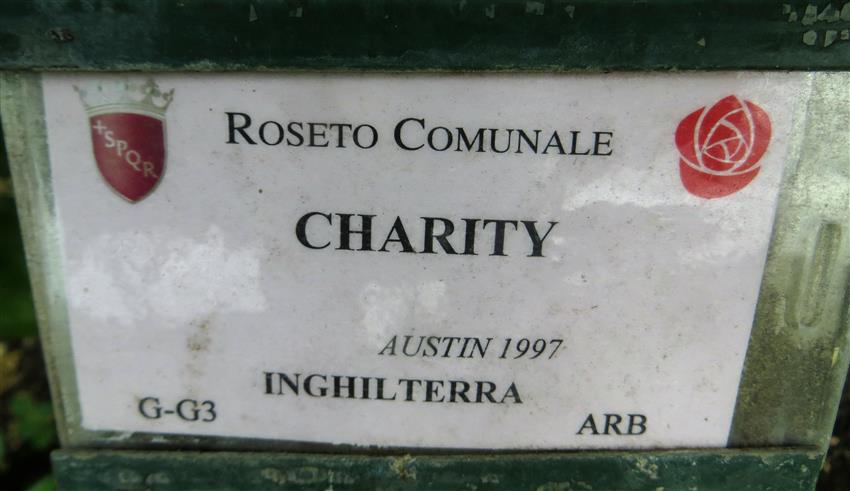 +SPQR
ROSETO COMUNALE
CHARITY
AUSTIN 1997
INGHILTERRA
G-G3
ARB